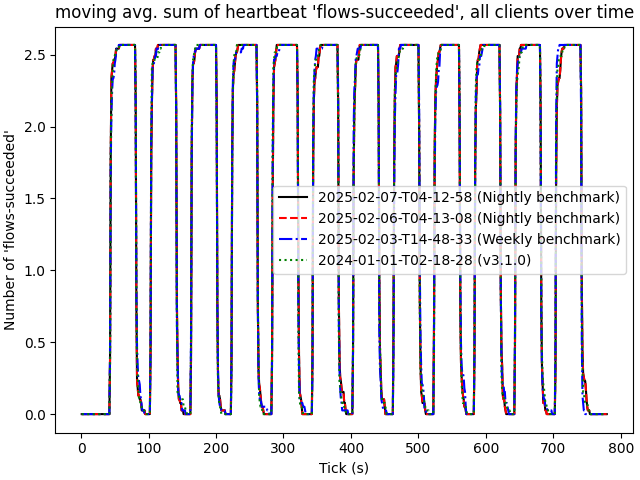 moving avg. sum of heartbeat 'flows-succeeded', all clients over time
Number of 'flows-succeeded'
2.5
2.0
1.5
1.0
0.5
0.0
2025-02-07-T04-12-58 (Nightly benchmark)
2025-02-06-T04-13-08 (Nightly benchmark)
2025-02-03-T14-48-33 (Weekly benchmark)
2024-01-01-T02-18-28 (v3.1.0)
0 100 200 300 400 500 600 700 800
Tick (s)